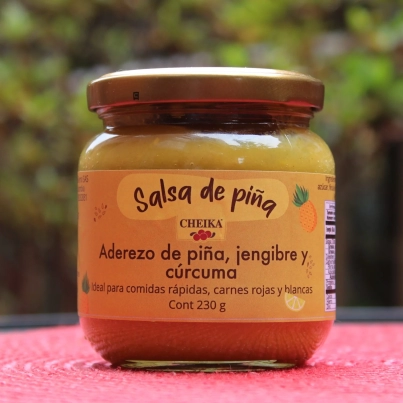 Salsa de piña
CHEIKA
Aderezo de piña, jengibre y
cúrcuma
Ideal para comidas rápidas, carnes rojas y blancas
Cont 230 g